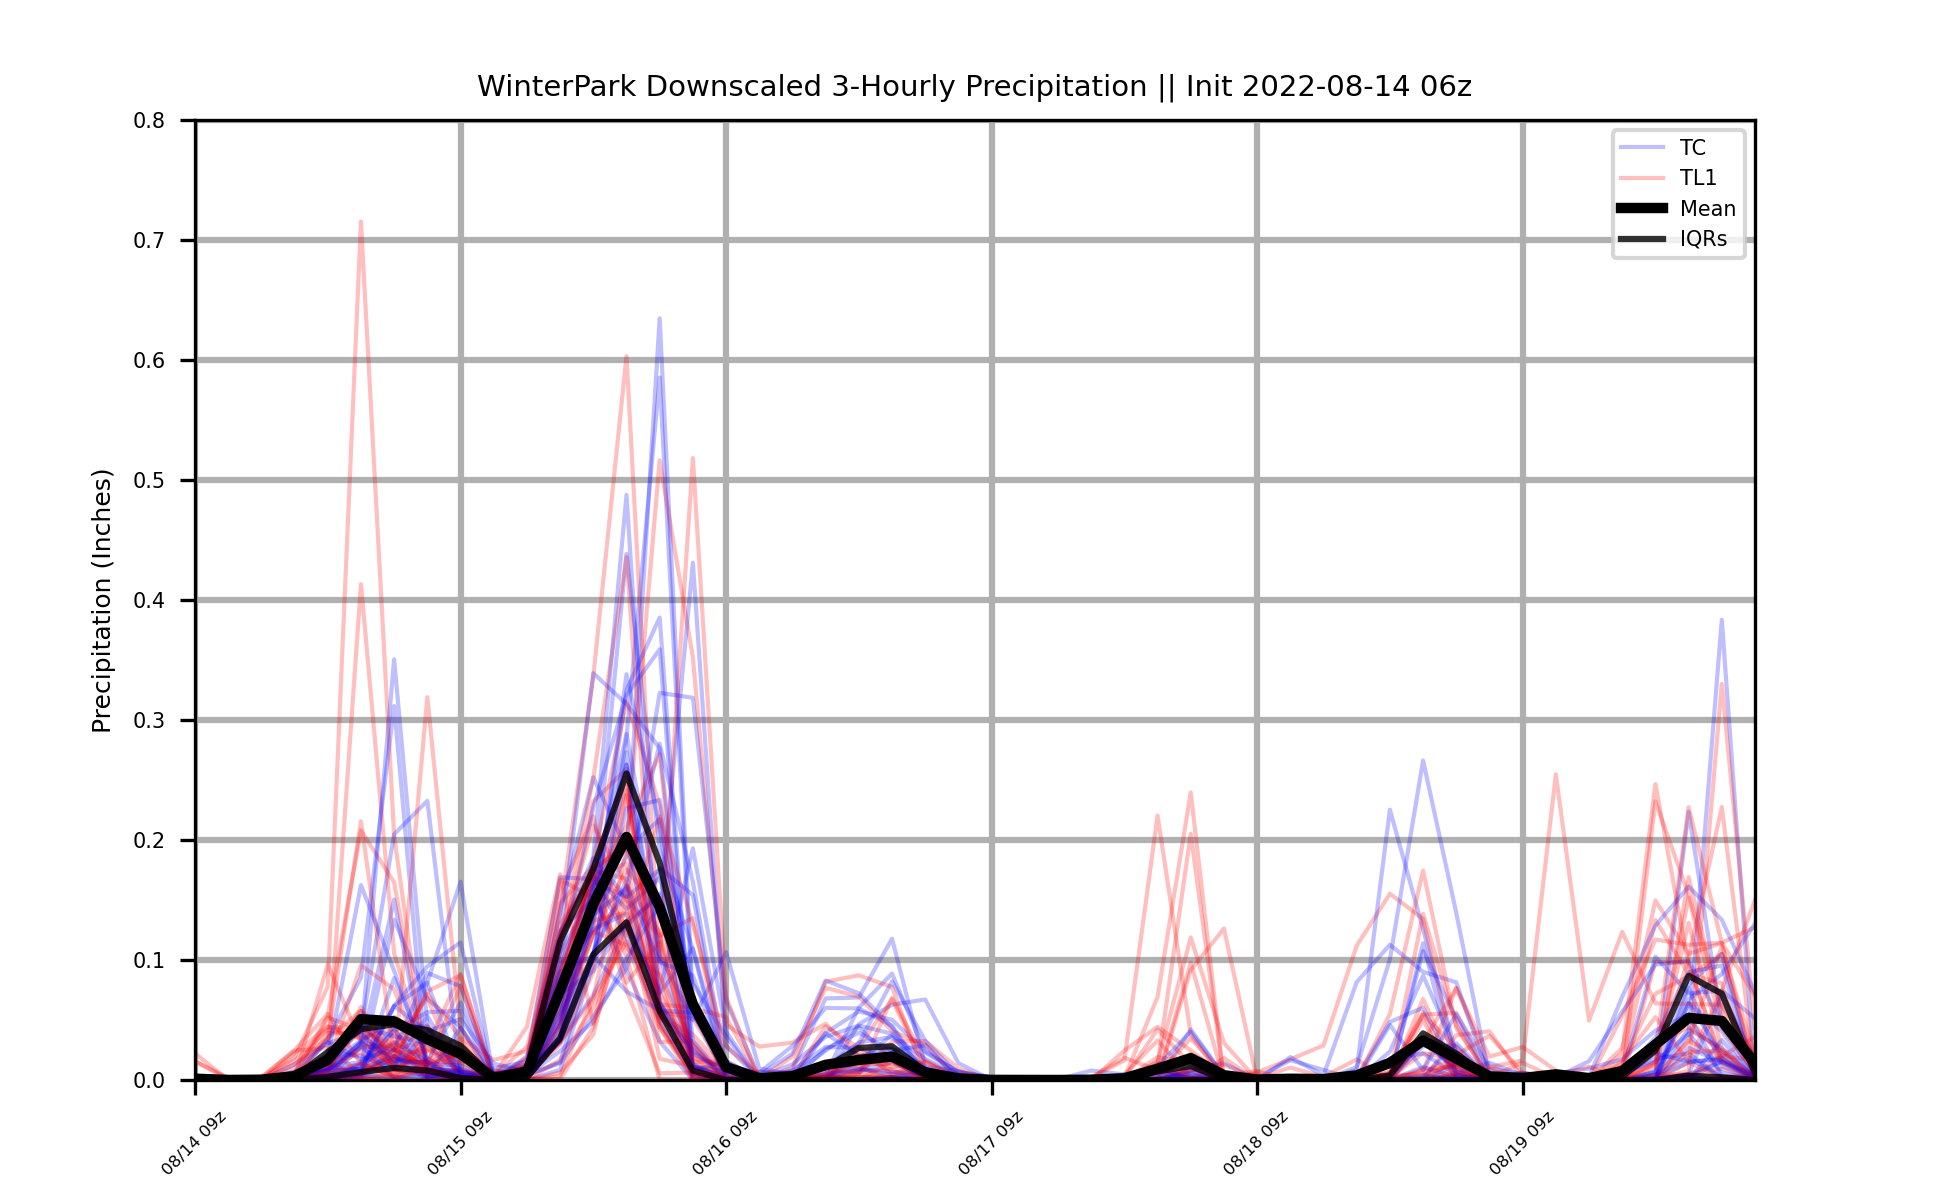 WinterPark Downscaled 3-Hourly Precipitation || Init 2022-08-14 06z
Precipitation (Inches)
0.8
0.7
0.6
0.5
0.4
0.3
0.2
0.1
0.0
TC
TL1
Mean
IQRs
08/14 09z
08/15 09z
08/16 09z
08/17 09z
08/18 09z
08/19 09z